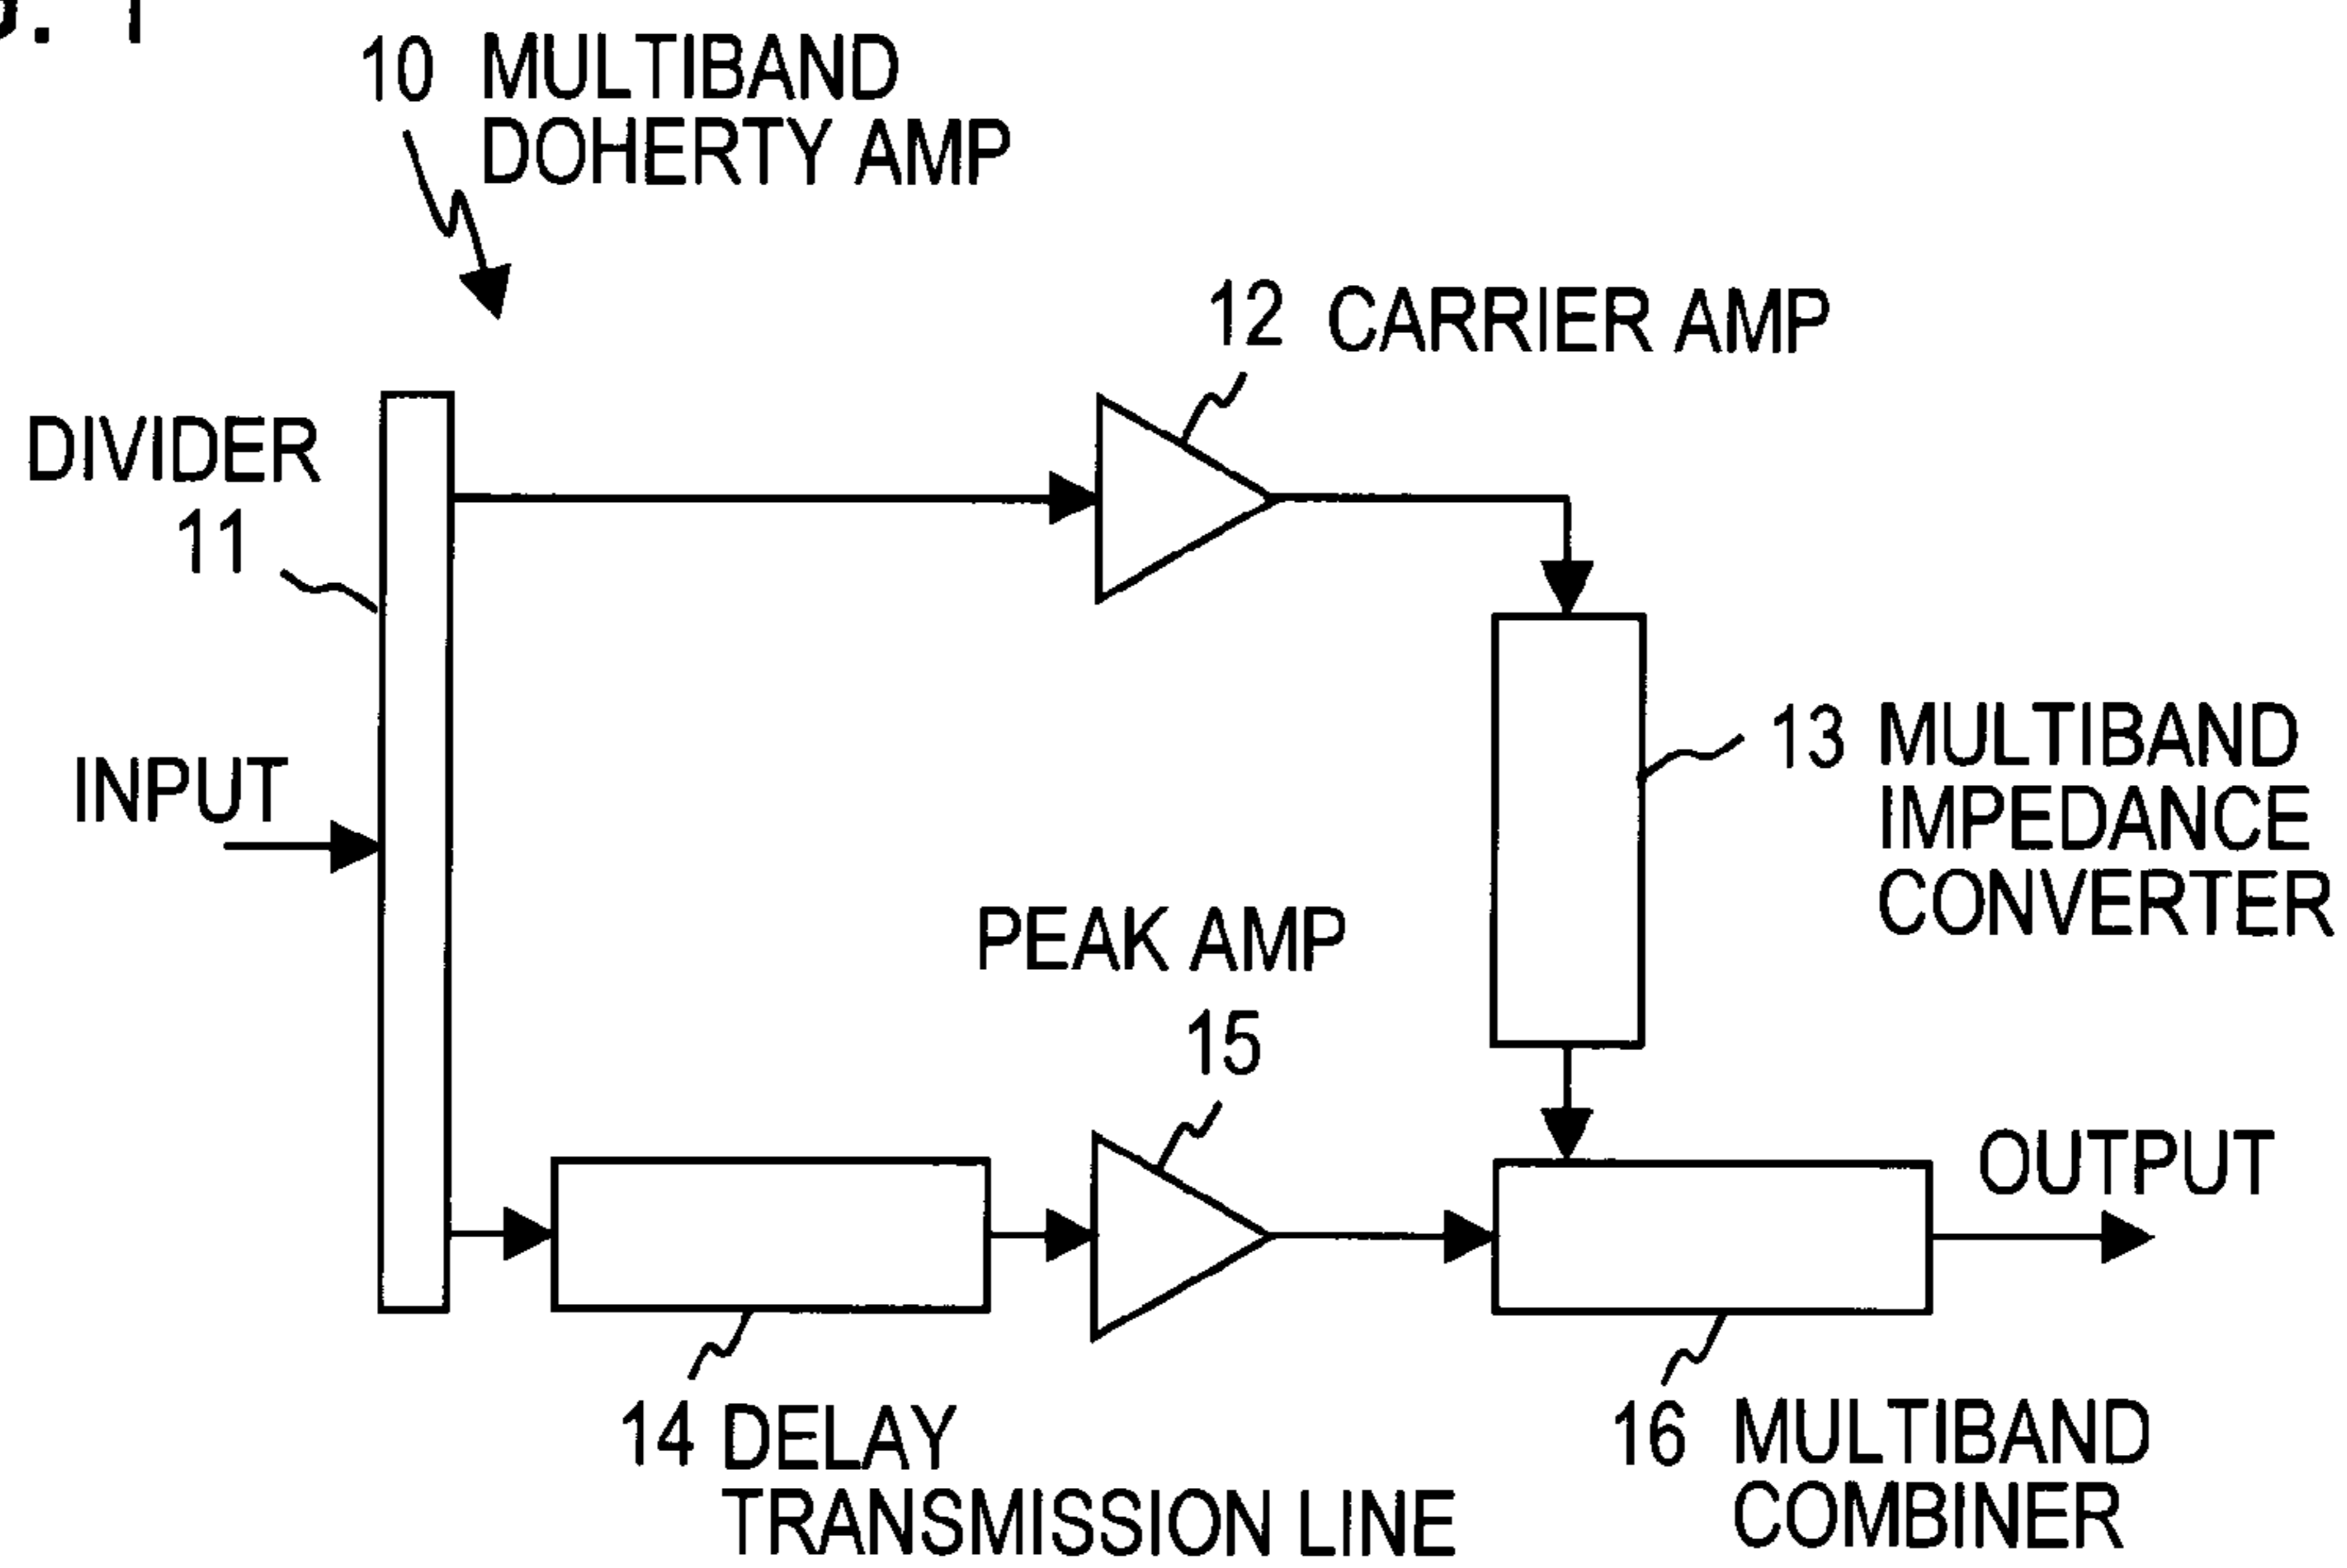 . 1
10 MULTIBAND
DOHERTY AMP
12 CARRIER AMP
DIVIDER
11
INPUT
13 MULTIBAND
IMPEDANCE
CONVERTER
PEAK AMP
15
OUTPUT
14 DELAY
TRANSMISSION LINE
16 MULTIBAND
COMBINER